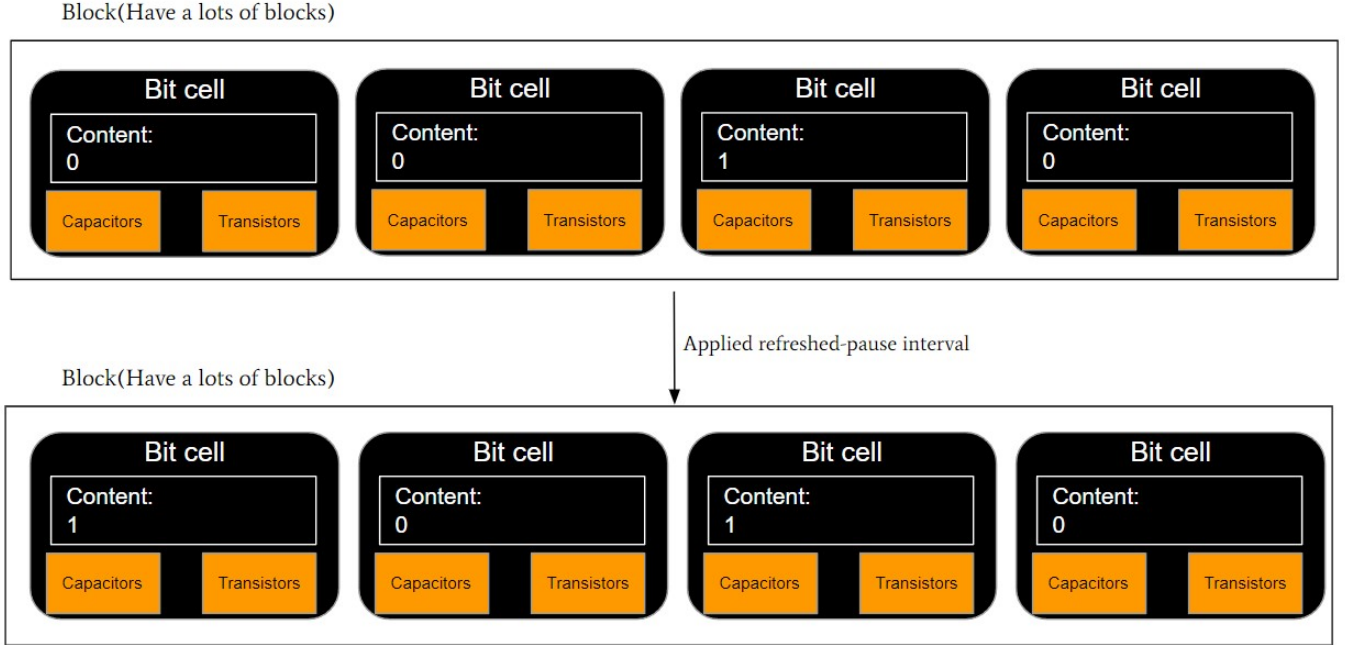 Block(Have a lots of blocks)
Bit cell
Content:
0
Capacitors
Transistors
Bit cell
Content:
0
Capacitors
Transistors
Bit cell
Content:
1
Capacitors
Transistors
Bit cell
Content:
0
Capacitors
Transistors
Applied refreshed-pause interval
Block(Have a lots of blocks)
Bit cell
Content:
1
Capacitors
Transistors
Bit cell
Content:
0
Capacitors
Transistors
Bit cell
Content:
1
Capacitors
Transistors
Bit cell
Content:
0
Capacitors
Transistors